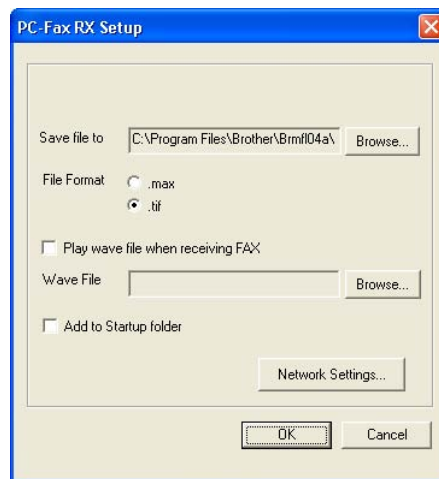 PC-Fax RX Setup
Save file to C:\Program Files\Brother\Brmfl04a\ Browse...
File Format .max
.tif
Play wave file when receiving FAX
Wave File Browse...
Add to Startup folder
Network Settings...
OK Cancel